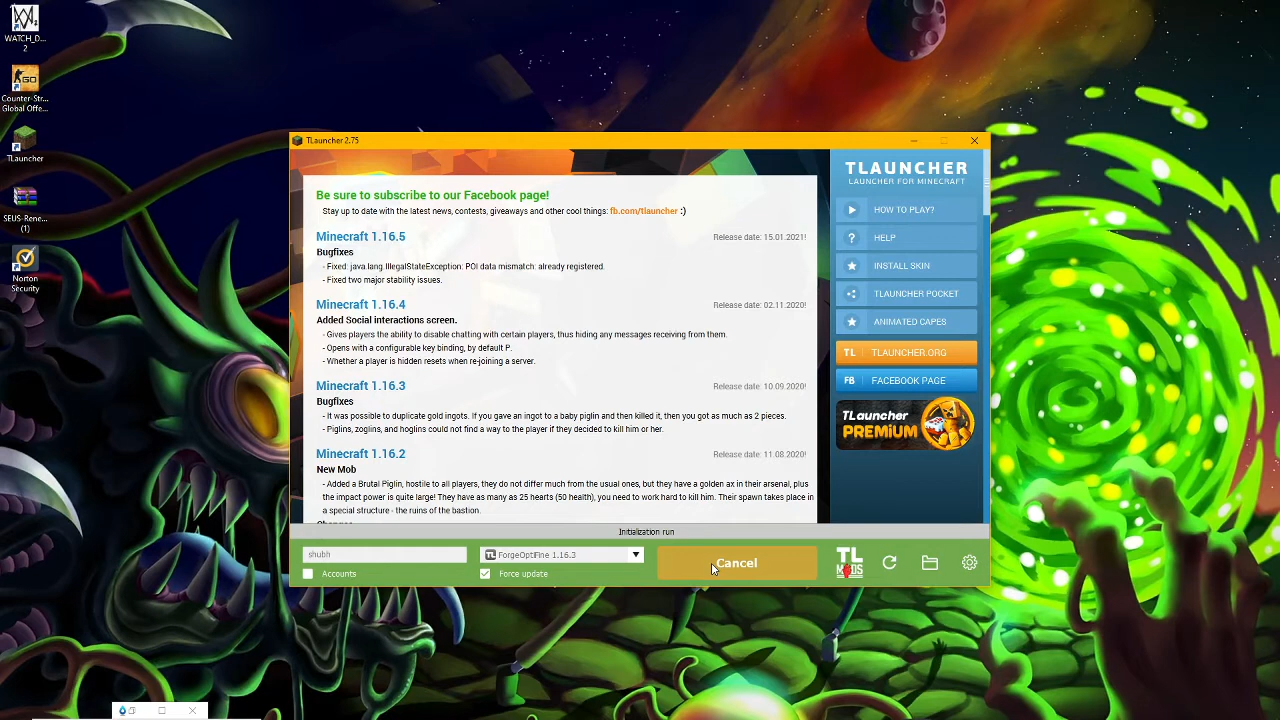 WATCH_D...
2
Counter-Str...
Global Offe...
TLauncher
SEUS-Rene...
(1)
Norton
Security
TLauncher 2.75
Be sure to subscribe to our Facebook page!
Stay up to date with the latest news, contests, giveaways and other cool things: fb.com/tlauncher :)
Minecraft 1.16.5 Release date: 15.01.2021!
Bugfixes
- Fixed: java.lang.IllegalStateException: POI data mismatch: already registered.
- Fixed two major stability issues.
Minecraft 1.16.4 Release date: 02.11.2020!
Added Social interactions screen.
- Gives players the ability to disable chatting with certain players, thus hiding any messages receiving from them.
- Opens with a configurable key binding, by default P.
- Whether a player is hidden resets when re-joining a server.
Minecraft 1.16.3 Release date: 10.09.2020!
Bugfixes
- It was possible to duplicate gold ingots. If you gave an ingot to a baby piglin and then killed it, then you got as much as 2 pieces.
- Piglins, zoglins, and hoglins could not find a way to the player if they decided to kill him or her.
Minecraft 1.16.2 Release date: 11.08.2020!
New Mob
- Added a Brutal Piglin, hostile to all players, they do not differ much from the usual ones, but they have a golden ax in their arsenal, plus
the impact power is quite large! They have as many as 25 hearts (50 health), you need to work hard to kill him. Their spawn takes place in
a special structure - the ruins of the bastion.
TLAUNCHER
LAUNCHER FOR MINECRAFT
HOW TO PLAY?
HELP
INSTALL SKIN
TLAUNCHER POCKET
ANIMATED CAPES
TL TLAUNCHER.ORG
FB FACEBOOK PAGE
TLauncher
PREMIUM
Initialization run
shubh
Accounts
TL ForgeOptiFine 1.16.3
Force update
Cancel
TL
MODS